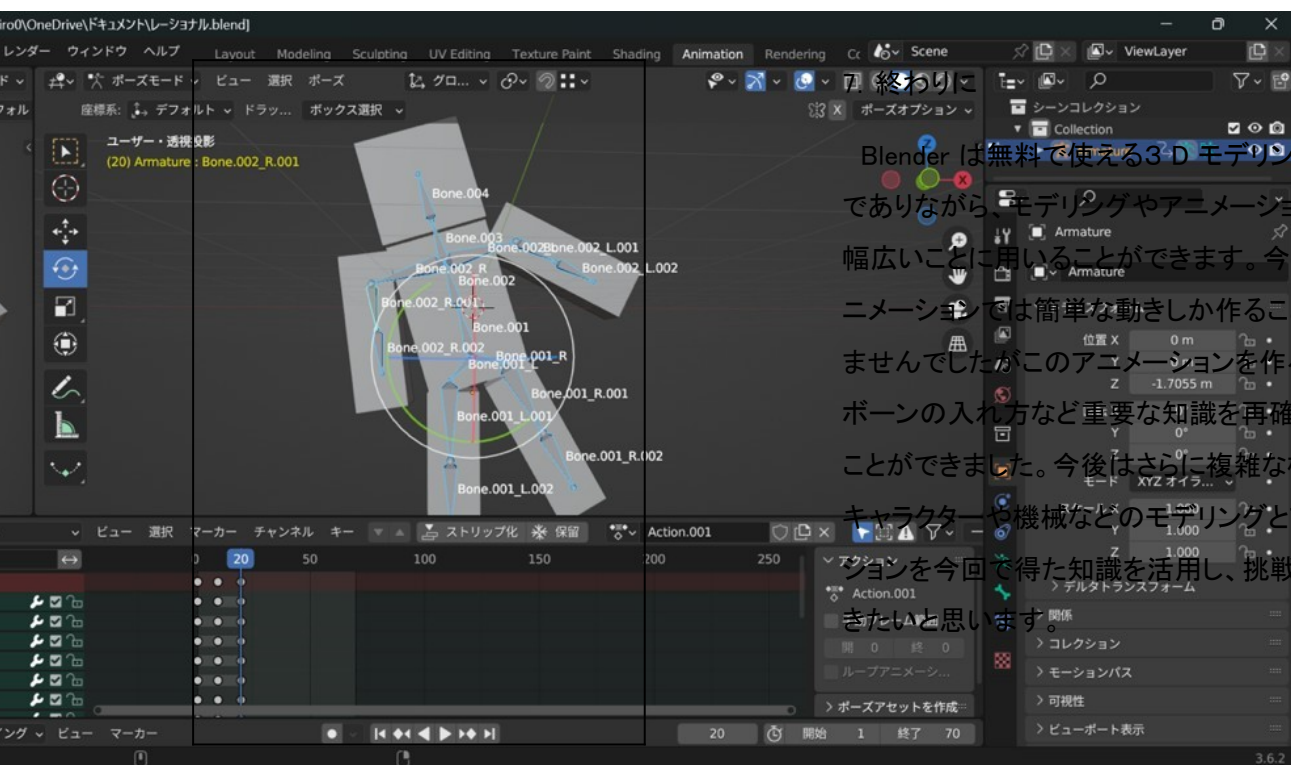 iro0\OneDrive\ドキュメント\レーショナル.blend]
レンダー ウィンドウ ヘルプ Layout Modeling Sculpting UV Editing Texture Paint Shading Animation Rendering Scene ViewLayer
ポーズモード ビュー 選択 ポーズ グロ...
座標系: デフォルト ドラッ... ボックス選択 ポーズオプション
ユーザー・透視投影
(20) Armature : Bone.002_R.001
Bone.004
Bone.003
Bone.002_L.001
Bone.002_L.002
Bone.002_R
Bone.002
Bone.002_R.001
Bone.001
Bone.002_R.002
Bone.001_R
Bone.001_L
Bone.001_R.001
Bone.001_L.001
Bone.001_R.002
Bone.001_L.002
X
7. 終わりに
Blender は無料で使える3D モデリン
でありながら、モデリングやアニメーショ
幅広いことに用いることができます。今
ニメーションでは簡単な動きしか作るこ
ませんでしたがこのアニメーションを作
ボーンの入れ方など重要な知識を再確
ことができました。今後はさらに複雑な
キャラクターや機械などのモデリングと
ションを今回で得た知識を活用し、挑戦
きたいと思います。
シーンコレクション
Collection
Armature
Armature
位置 X 0 m
Y
Z -1.7055 m
Y 0°
モード XYZ オイラ...
1.000
Y 1.000
Z 1.000
デルタトランスフォーム
関係
コレクション
モーションパス
可視性
ビューポート表示
ビュー 選択 マーカー チャンネル キー ストリップ化 保留 Action.001
0 20 50 100 150 200 250
アクション
Action.001
開 0 終 0
ループアニメーシ...
ポーズアセットを作成
ビュー マーカー 20 開始 1 終了 70
3.6.2